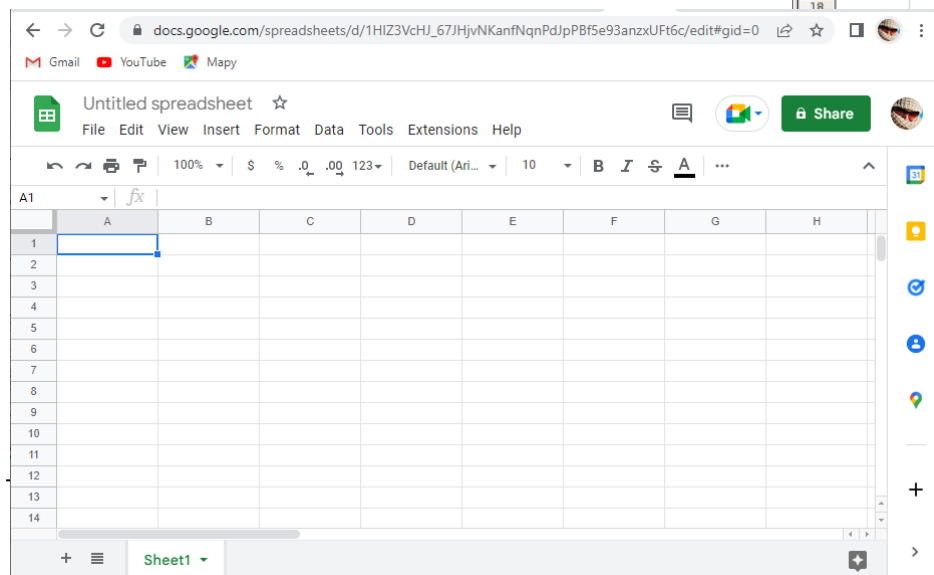 18
docs.google.com/spreadsheets/d/1HIZ3VcHJ_67JHjvNKanfNqnPdJpPBf5e93anzxUFt6c/edit#gid=0
Gmail YouTube Mapy
Untitled spreadsheet
File Edit View Insert Format Data Tools Extensions Help
Share
100% $ % .0 .00 123 Default (Ari... 10 B I S A
31
A1 fx
A B C D E F G H
1
2
3
4
5
6
7
8
9
10
11
12
13
14
Sheet1